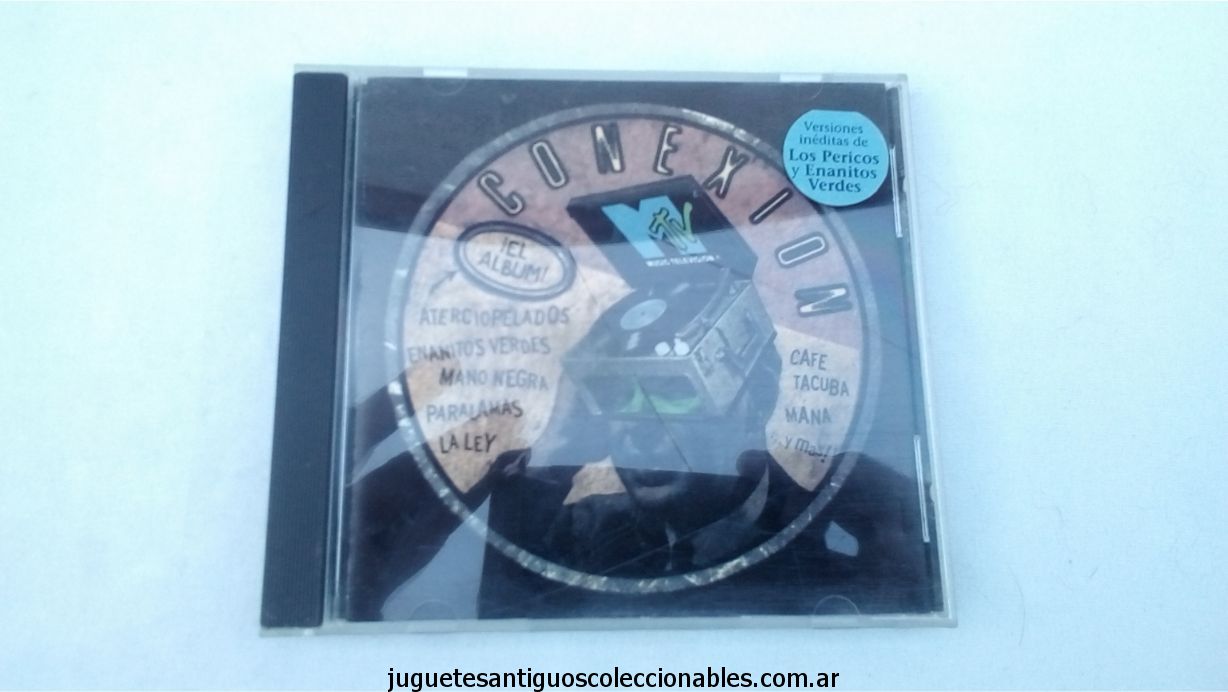 CONEXION
MTV
MUSIC TELEVISION
¡EL
ALBUM!
ATERCIOPELADOS
ENANITOS VERDES
MANO NEGRA
PARALAMAS
LA LEY
CAFE
TACUBA
MANA
...y mas!
Versiones
inéditas de
Los Pericos
y Enanitos
Verdes
juguetesantiguoscoleccionables.com.ar